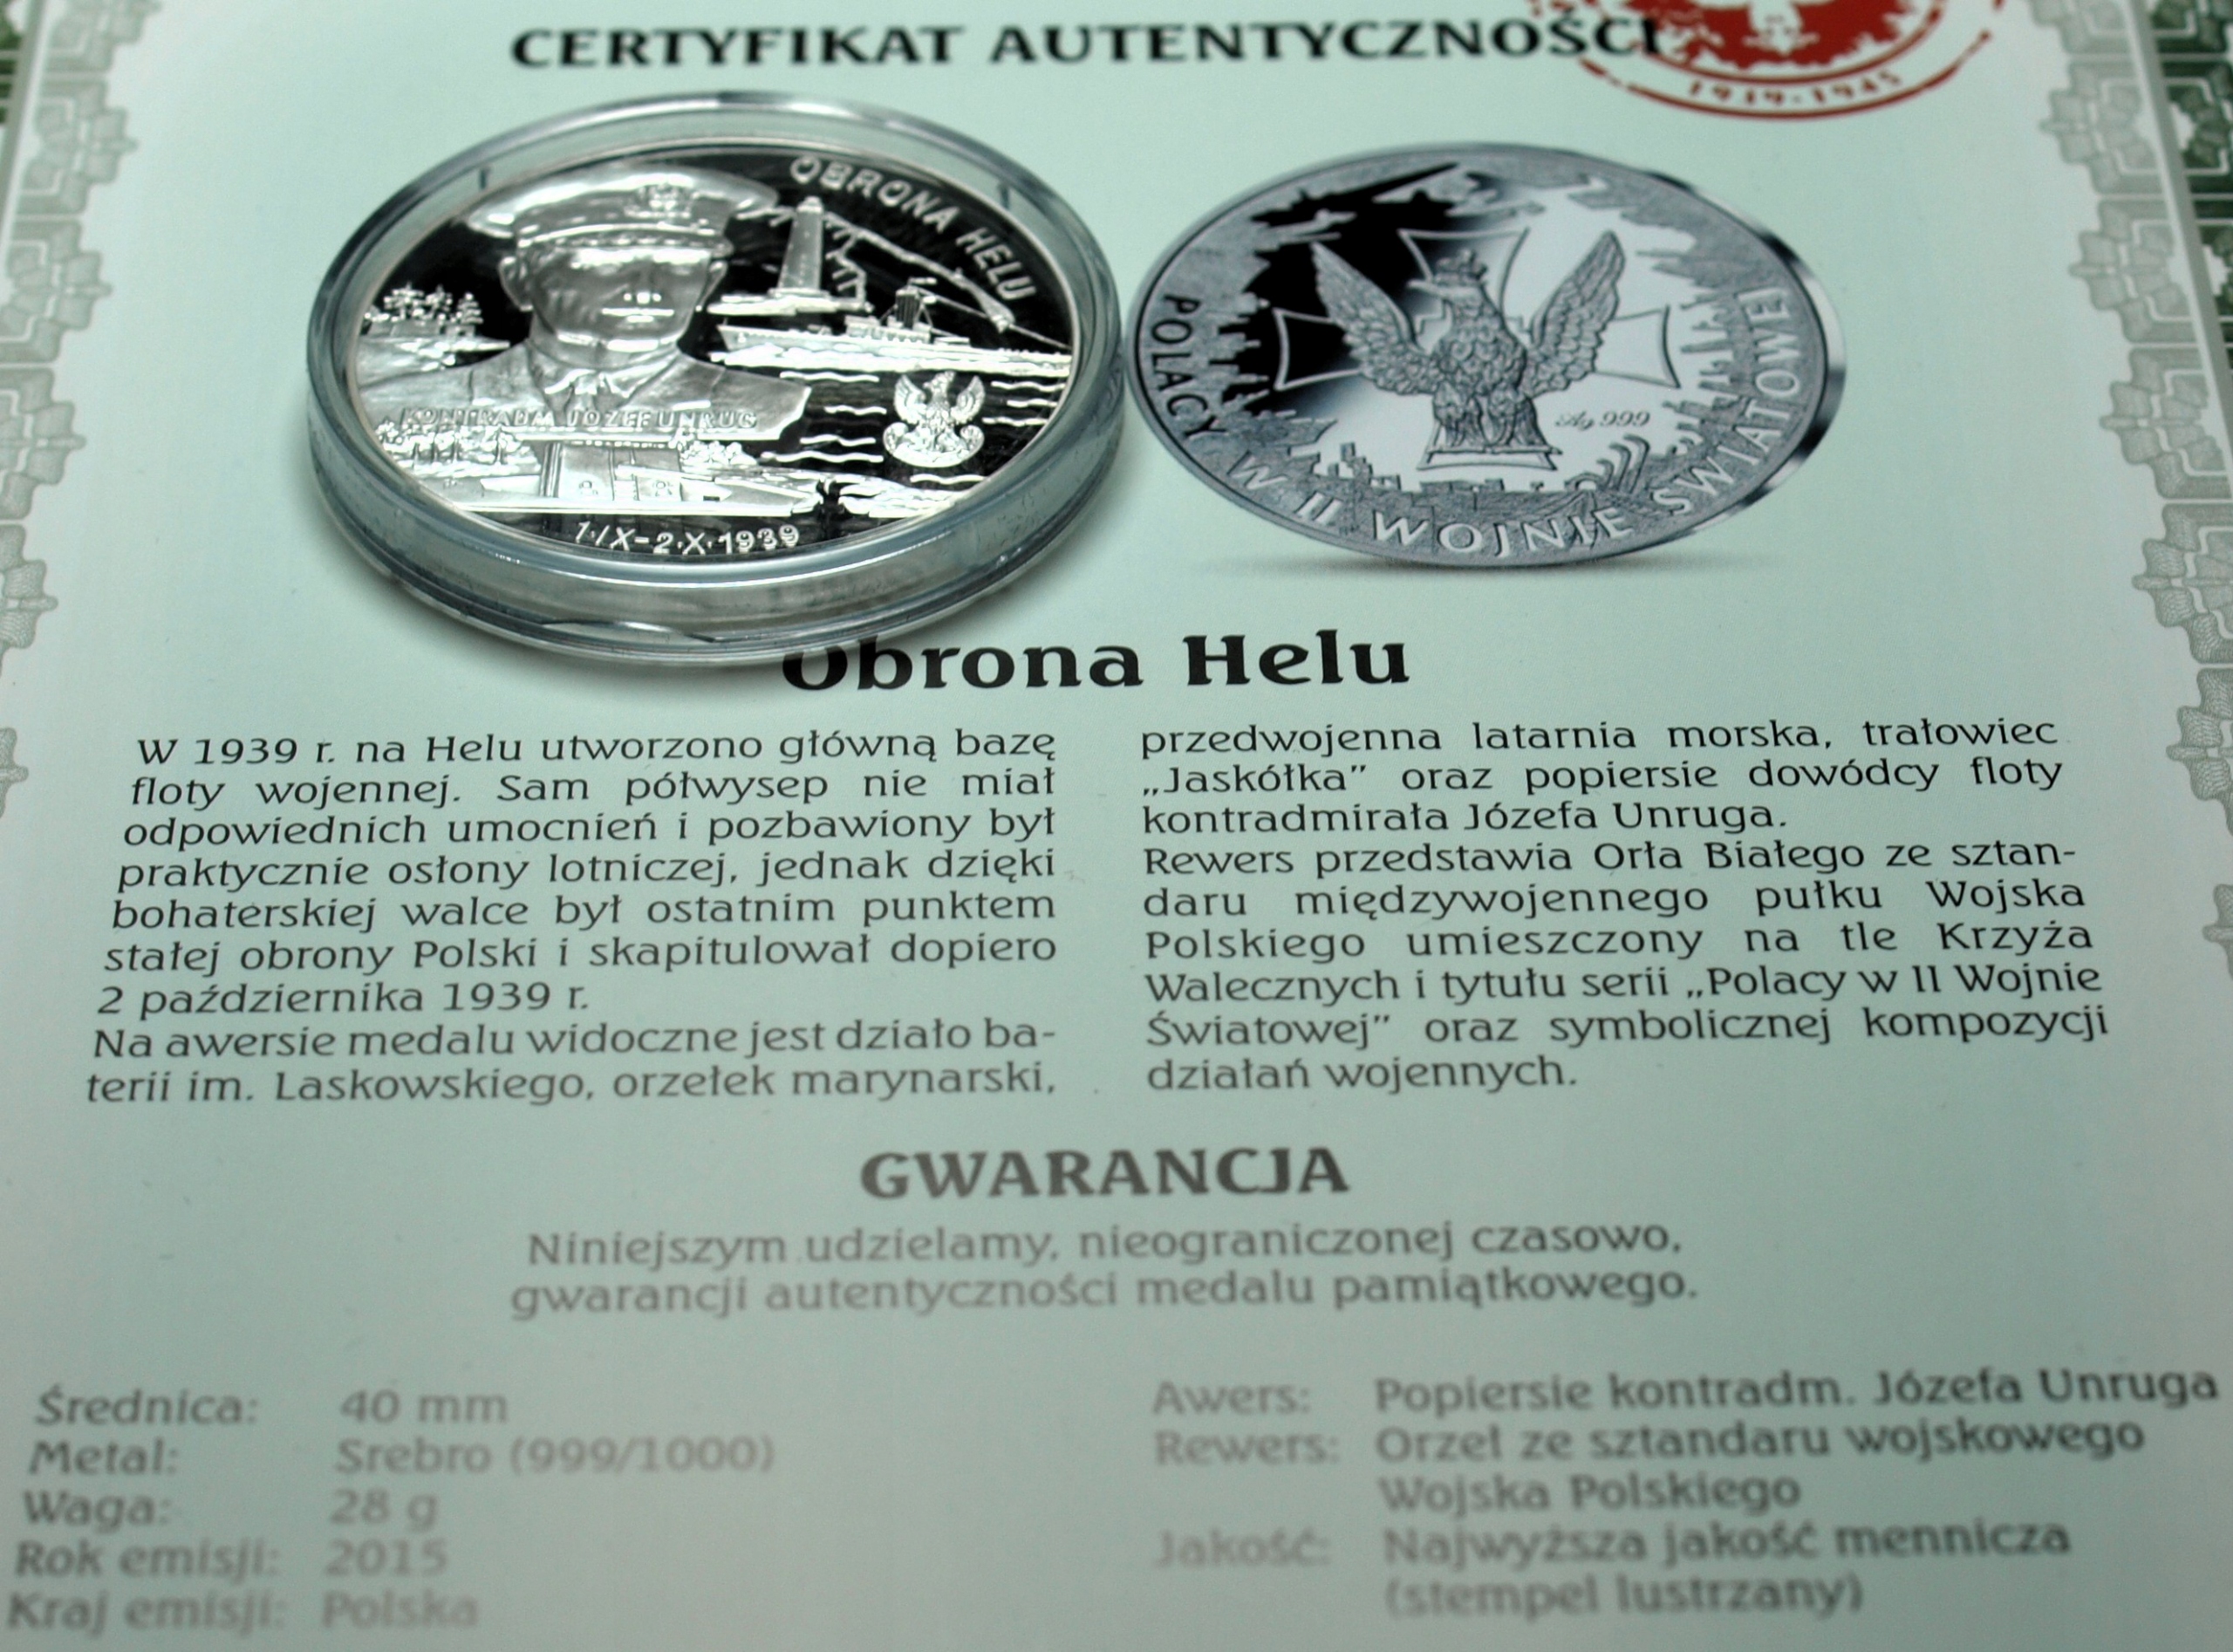 CERTYFIKAT AUTENTYCZNOŚCI
1939-1945
OBRONA HELU
KONTRADM. JÓZEF UNRUG
1·IX-2·X·1939
POLACY W II WOJNIE ŚWIATOWEJ
Ag 999
Obrona Helu
W 1939 r. na Helu utworzono główną bazę
floty wojennej. Sam półwysep nie miał
odpowiednich umocnień i pozbawiony był
praktycznie osłony lotniczej, jednak dzięki
bohaterskiej walce był ostatnim punktem
stałej obrony Polski i skapitulował dopiero
2 października 1939 r.
Na awersie medalu widoczne jest działo ba-
terii im. Laskowskiego, orzełek marynarski,
przedwojenna latarnia morska, trałowiec
„Jaskółka" oraz popiersie dowódcy floty
kontradmirała Józefa Unruga.
Rewers przedstawia Orła Białego ze sztan-
daru międzywojennego pułku Wojska
Polskiego umieszczony na tle Krzyża
Walecznych i tytułu serii „Polacy w II Wojnie
Światowej" oraz symbolicznej kompozycji
działań wojennych.
GWARANCJA
Niniejszym udzielamy, nieograniczonej czasowo,
gwarancji autentyczności medalu pamiątkowego.
Średnica: 40 mm
Metal: Srebro (999/1000)
Waga: 28 g
Rok emisji: 2015
Kraj emisji: Polska
Awers: Popiersie kontradm. Józefa Unruga
Rewers: Orzeł ze sztandaru wojskowego
Wojska Polskiego
Jakość: Najwyższa jakość mennicza
(stempel lustrzany)